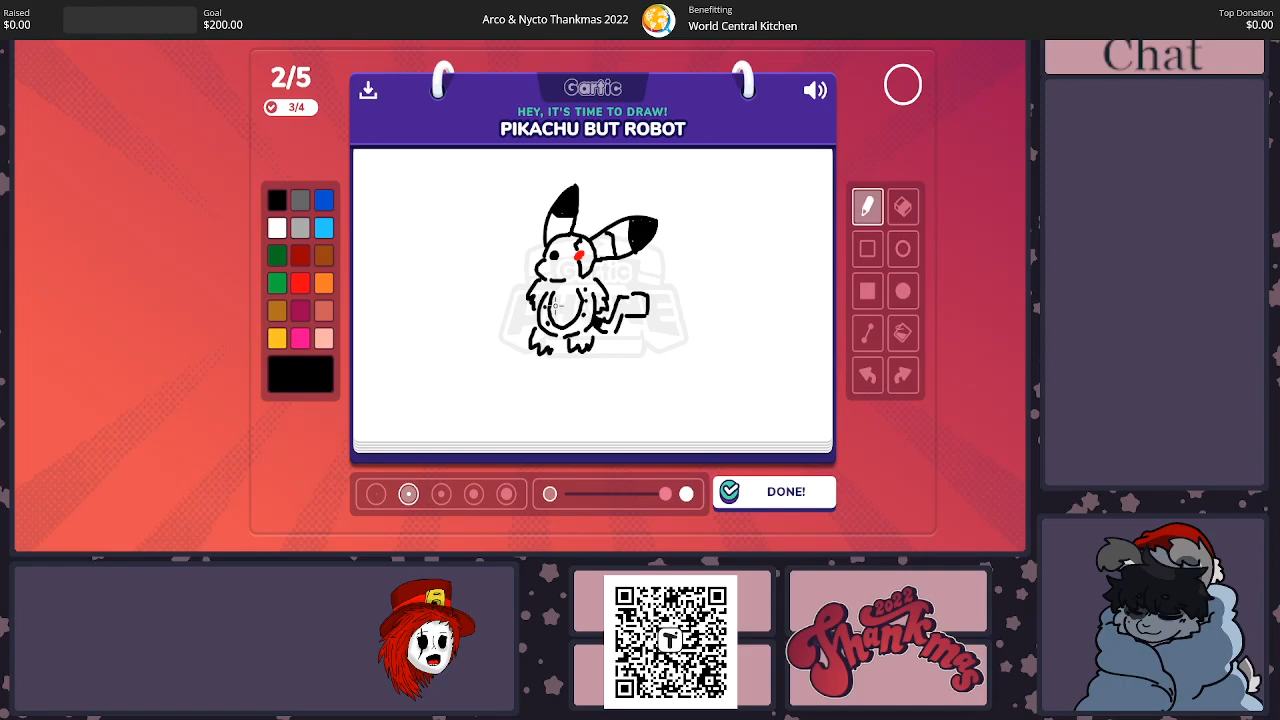 Raised
$0.00
Goal
$200.00
Arco & Nycto Thankmas 2022
Benefitting
World Central Kitchen
Top Donation
$0.00
Chat
2/5
3/4
Gartic
HEY, IT'S TIME TO DRAW!
PIKACHU BUT ROBOT
Gartic
DONE!
T
2022
Thankmas